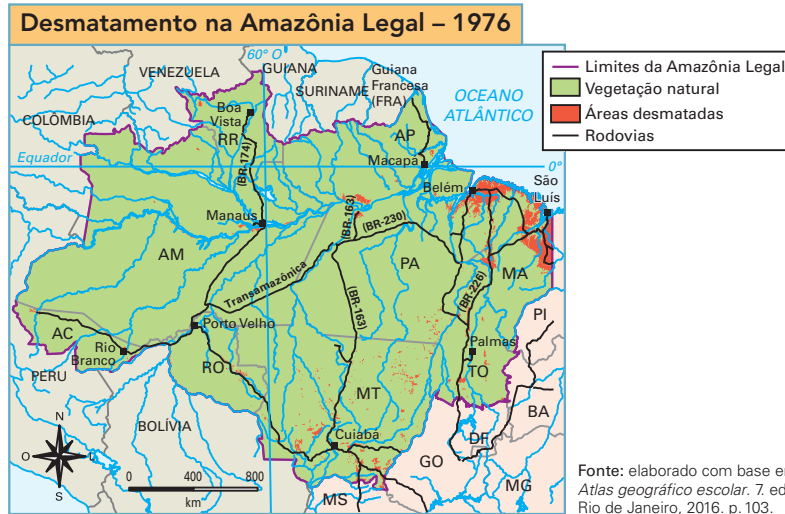 Desmatamento na Amazônia Legal – 1976
60° O
VENEZUELA
GUIANA
SURINAME
Guiana
Francesa
(FRA)
OCEANO
ATLÂNTICO
COLÔMBIA
Boa
Vista
RR
AP
Equador
(BR-174)
Macapá
0°
Belém
São
Luís
Manaus
(BR-163)
(BR-230)
AM
PA
MA
Transamazônica
(BR-163)
(BR-226)
PI
AC
Porto Velho
Palmas
Rio
Branco
RO
TO
PERU
MT
BA
BOLÍVIA
Cuiabá
DF
GO
MG
MS
N
O
L
S
0 400 800
km
Limites da Amazônia Legal
Vegetação natural
Áreas desmatadas
Rodovias
Fonte: elaborado com base em
Atlas geográfico escolar. 7. ed
Rio de Janeiro, 2016. p. 103.